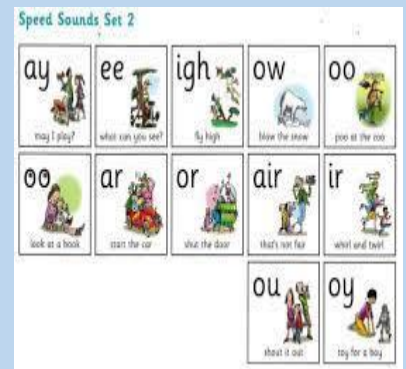 Speed Sounds Set 2
ay ee igh ow oo
may I play? what can you see? fly high blow the snow poo at the zoo
oo ar or air ir
look at a book start the car shut the door that's not fair whirl and twirl
ou oy
shout it out toy for a boy